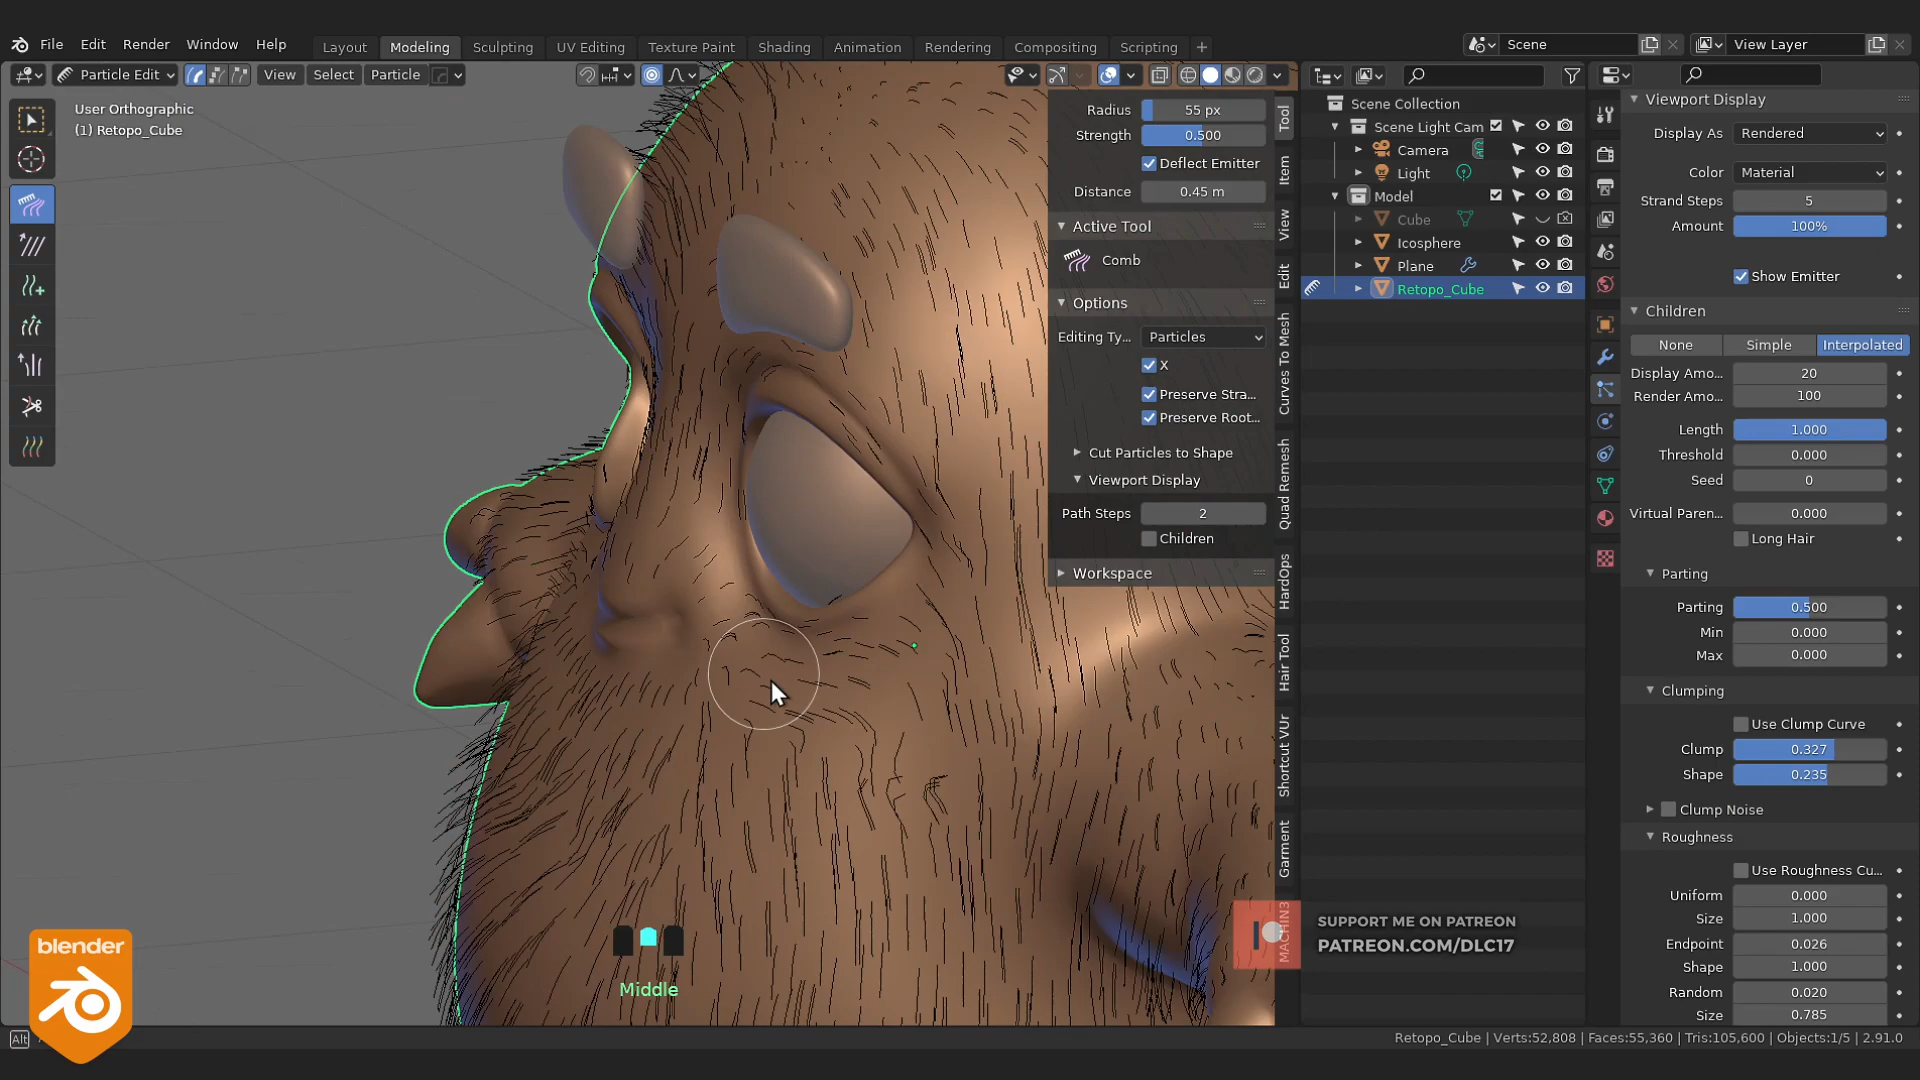 File Edit Render Window Help Layout Modeling Sculpting UV Editing Texture Paint Shading Animation Rendering Compositing Scripting + Scene View Layer
Particle Edit View Select Particle
User Orthographic
(1) Retopo_Cube
Radius 55 px
Strength 0.500
Deflect Emitter
Distance 0.45 m
Active Tool
Comb
Options
Editing Ty... Particles
X
Preserve Stra...
Preserve Root...
Cut Particles to Shape
Viewport Display
Path Steps 2
Children
Workspace
Tool
Item
View
Edit
Curves To Mesh
Quad Remesh
HardOps
Hair Tool
Shortcut VUr
Garment
MACHIN3
Scene Collection
Scene Light Cam
Camera
Light
Model
Cube
Icosphere
Plane
Retopo_Cube
Viewport Display
Display As Rendered
Color Material
Strand Steps 5
Amount 100%
Show Emitter
Children
None Simple Interpolated
Display Amo... 20
Render Amo... 100
Length 1.000
Threshold 0.000
Seed 0
Virtual Paren... 0.000
Long Hair
Parting
Parting 0.500
Min 0.000
Max 0.000
Clumping
Use Clump Curve
Clump 0.327
Shape 0.235
Clump Noise
Roughness
Use Roughness Cu...
Uniform 0.000
Size 1.000
Endpoint 0.026
Shape 1.000
Random 0.020
Size 0.785
blender
Middle
SUPPORT ME ON PATREON
PATREON.COM/DLC17
Alt
Retopo_Cube | Verts:52,808 | Faces:55,360 | Tris:105,600 | Objects:1/5 | 2.91.0